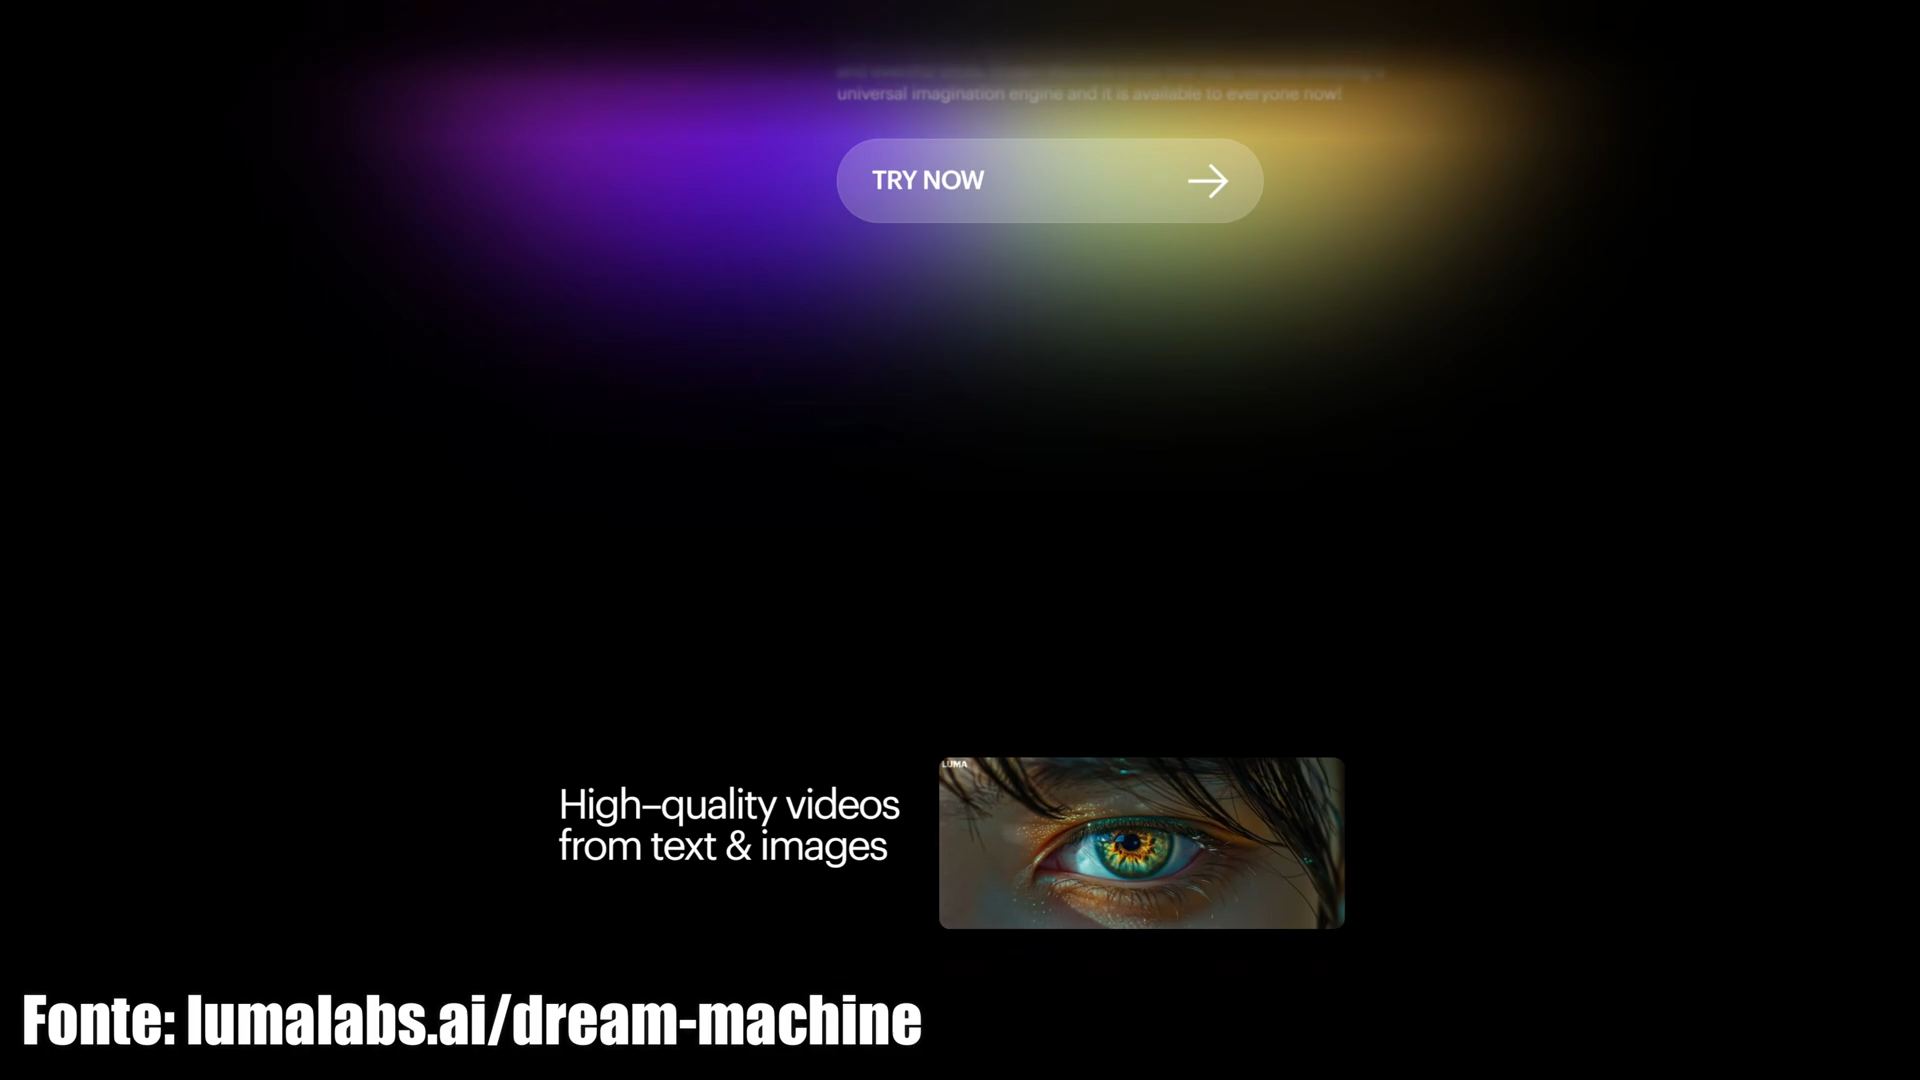 universal imagination engine and it is available to everyone now!
TRY NOW
LUMA
High–quality videos
from text & images
Fonte: lumalabs.ai/dream-machine